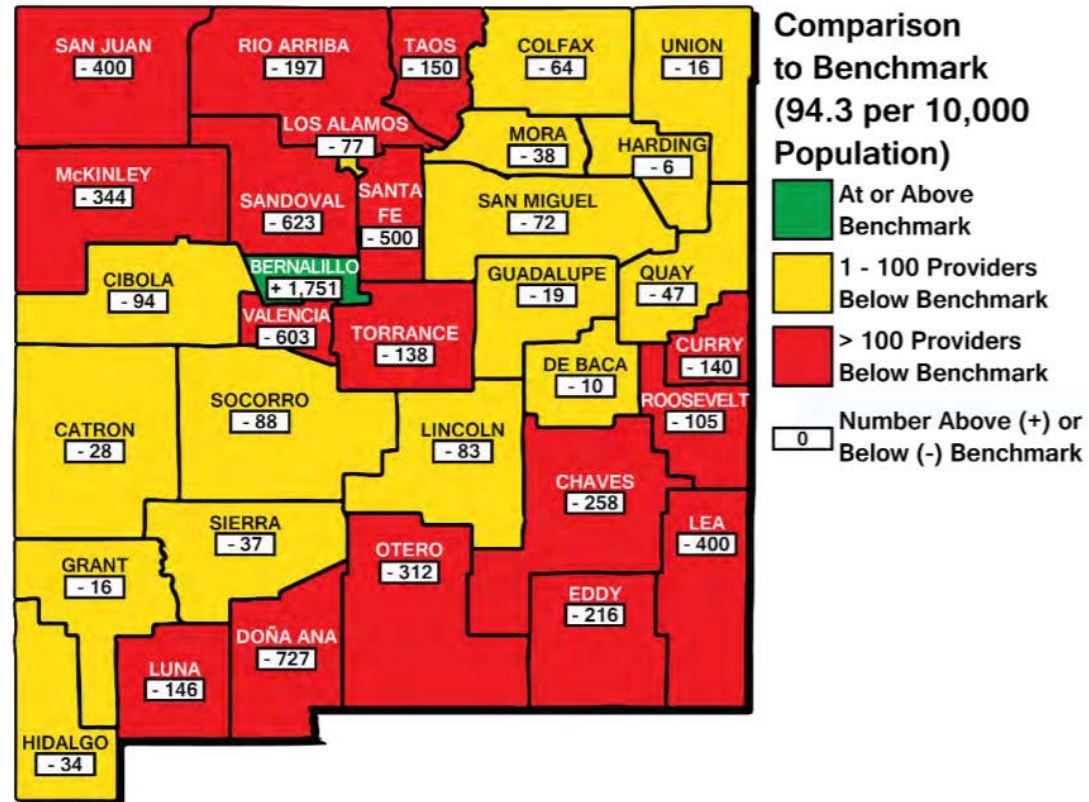 SAN JUAN
- 400
RIO ARRIBA
- 197
TAOS
- 150
COLFAX
- 64
UNION
- 16
LOS ALAMOS
- 77
MORA
- 38
HARDING
- 6
McKINLEY
- 344
SANDOVAL
- 623
SANTA
FE
- 500
SAN MIGUEL
- 72
CIBOLA
- 94
BERNALILLO
+ 1,751
GUADALUPE
- 19
QUAY
- 47
VALENCIA
- 603
TORRANCE
- 138
CURRY
- 140
DE BACA
- 10
ROOSEVELT
- 105
CATRON
- 28
SOCORRO
- 88
LINCOLN
- 83
CHAVES
- 258
LEA
- 400
SIERRA
- 37
OTERO
- 312
GRANT
- 16
EDDY
- 216
DOÑA ANA
- 727
LUNA
- 146
HIDALGO
- 34
Comparison
to Benchmark
(94.3 per 10,000
Population)
At or Above
Benchmark
1 - 100 Providers
Below Benchmark
> 100 Providers
Below Benchmark
0
Number Above (+) or
Below (-) Benchmark